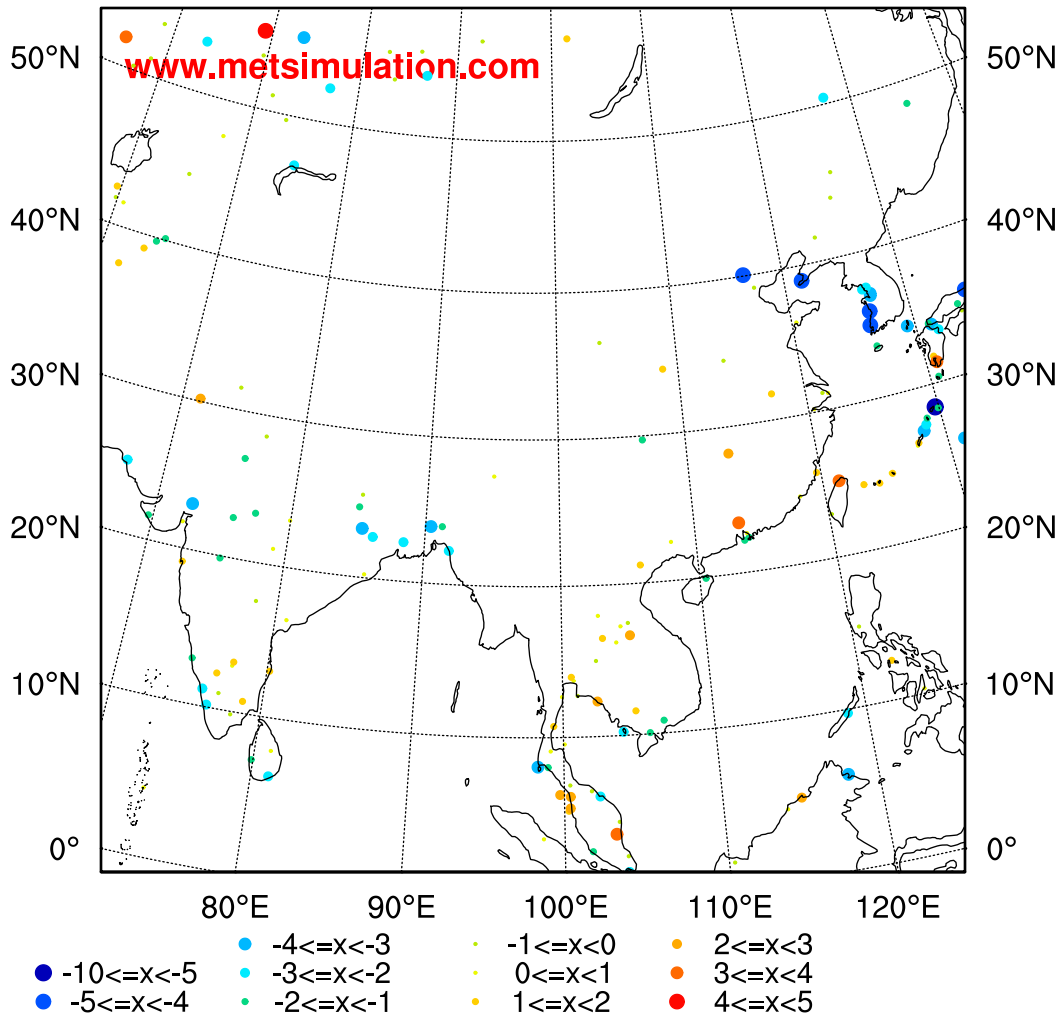 50°N 50°N
www.metsimulation.com
40°N 40°N
30°N 30°N
20°N 20°N
10°N 10°N
0° 0°
80°E 90°E 100°E 110°E 120°E
-4<=x<-3 -1<=x<0 2<=x<3
-10<=x<-5 -3<=x<-2 0<=x<1 3<=x<4
-5<=x<-4 -2<=x<-1 1<=x<2 4<=x<5